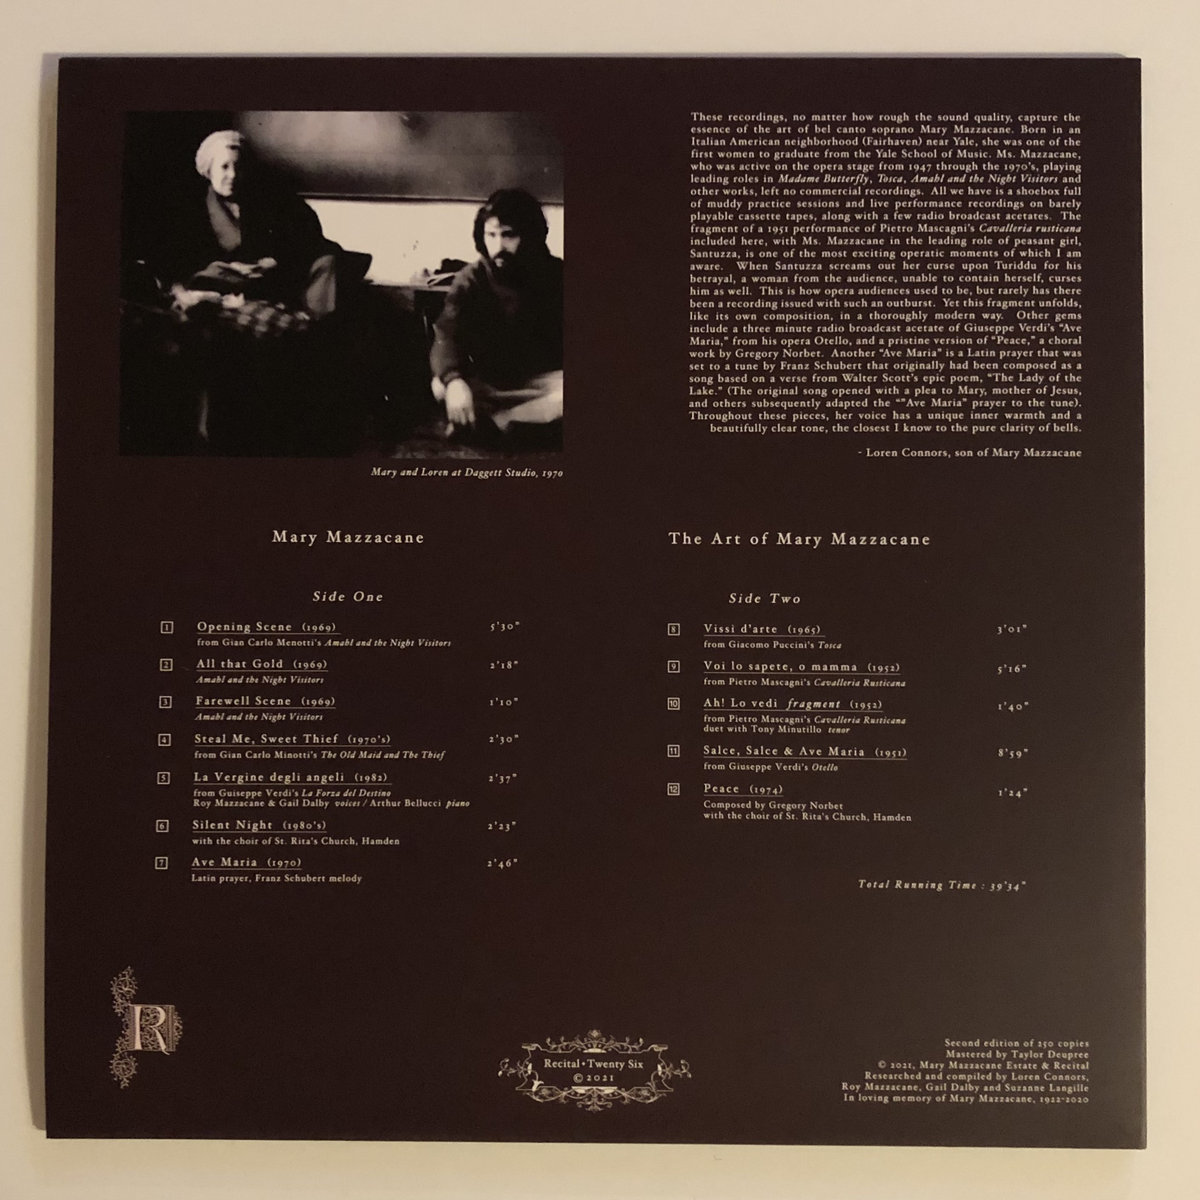 These recordings, no matter how rough the sound quality, capture the
essence of the art of bel canto soprano Mary Mazzacane. Born in an
Italian American neighborhood (Fairhaven) near Yale, she was one of the
first women to graduate from the Yale School of Music. Ms. Mazzacane,
who was active on the opera stage from 1947 through the 1970's, playing
leading roles in Madame Butterfly, Tosca, Amahl and the Night Visitors and
other works, left no commercial recordings. All we have is a shoebox full
of muddy practice sessions and live performance recordings on barely
playable cassette tapes, along with a few radio broadcast acetates. The
fragment of a 1951 performance of Pietro Mascagni's Cavalleria rusticana
included here, with Ms. Mazzacane in the leading role of peasant girl,
Santuzza, is one of the most exciting operatic moments of which I am
aware. When Santuzza screams out her curse upon Turiddu for his
betrayal, a woman from the audience, unable to contain herself, curses
him as well. This is how opera audiences used to be, but rarely has there
been a recording issued with such an outburst. Yet this fragment unfolds,
like its own composition, in a thoroughly modern way. Other gems
include a three minute radio broadcast acetate of Giuseppe Verdi's "Ave
Maria," from his opera Otello, and a pristine version of "Peace," a choral
work by Gregory Norbet. Another "Ave Maria" is a Latin prayer that was
set to a tune by Franz Schubert that originally had been composed as a
song based on a verse from Walter Scott's epic poem, "The Lady of the
Lake." (The original song opened with a plea to Mary, mother of Jesus,
and others subsequently adapted the ""Ave Maria" prayer to the tune).
Throughout these pieces, her voice has a unique inner warmth and a
beautifully clear tone, the closest I know to the pure clarity of bells.
- Loren Connors, son of Mary Mazzacane
Mary and Loren at Daggett Studio, 1970
Mary Mazzacane
Side One
1 Opening Scene (1969) 5'30"
from Gian Carlo Menotti's Amahl and the Night Visitors
2 All that Gold (1969) 2'18"
Amahl and the Night Visitors
3 Farewell Scene (1969) 1'10"
Amahl and the Night Visitors
4 Steal Me, Sweet Thief (1970's) 2'30"
from Gian Carlo Minotti's The Old Maid and The Thief
5 La Vergine degli angeli (1982) 2'37"
from Guiseppe Verdi's La Forza del Destino
Roy Mazzacane & Gail Dalby voices / Arthur Bellucci piano
6 Silent Night (1980's) 2'23"
with the choir of St. Rita's Church, Hamden
7 Ave Maria (1970) 2'46"
Latin prayer, Franz Schubert melody
The Art of Mary Mazzacane
Side Two
8 Vissi d'arte (1965) 3'01"
from Giacomo Puccini's Tosca
9 Voi lo sapete, o mamma (1952) 5'16"
from Pietro Mascagni's Cavalleria Rusticana
10 Ah! Lo vedi fragment (1952) 1'40"
from Pietro Mascagni's Cavalleria Rusticana
duet with Tony Minutillo tenor
11 Salce, Salce & Ave Maria (1951) 8'59"
from Giuseppe Verdi's Otello
12 Peace (1974) 1'24"
Composed by Gregory Norbet
with the choir of St. Rita's Church, Hamden
Total Running Time : 39'34"
R
Recital • Twenty Six
© 2021
Second edition of 250 copies
Mastered by Taylor Deupree
© 2021, Mary Mazzacane Estate & Recital
Researched and compiled by Loren Connors,
Roy Mazzacane, Gail Dalby and Suzanne Langille
In loving memory of Mary Mazzacane, 1922-2020